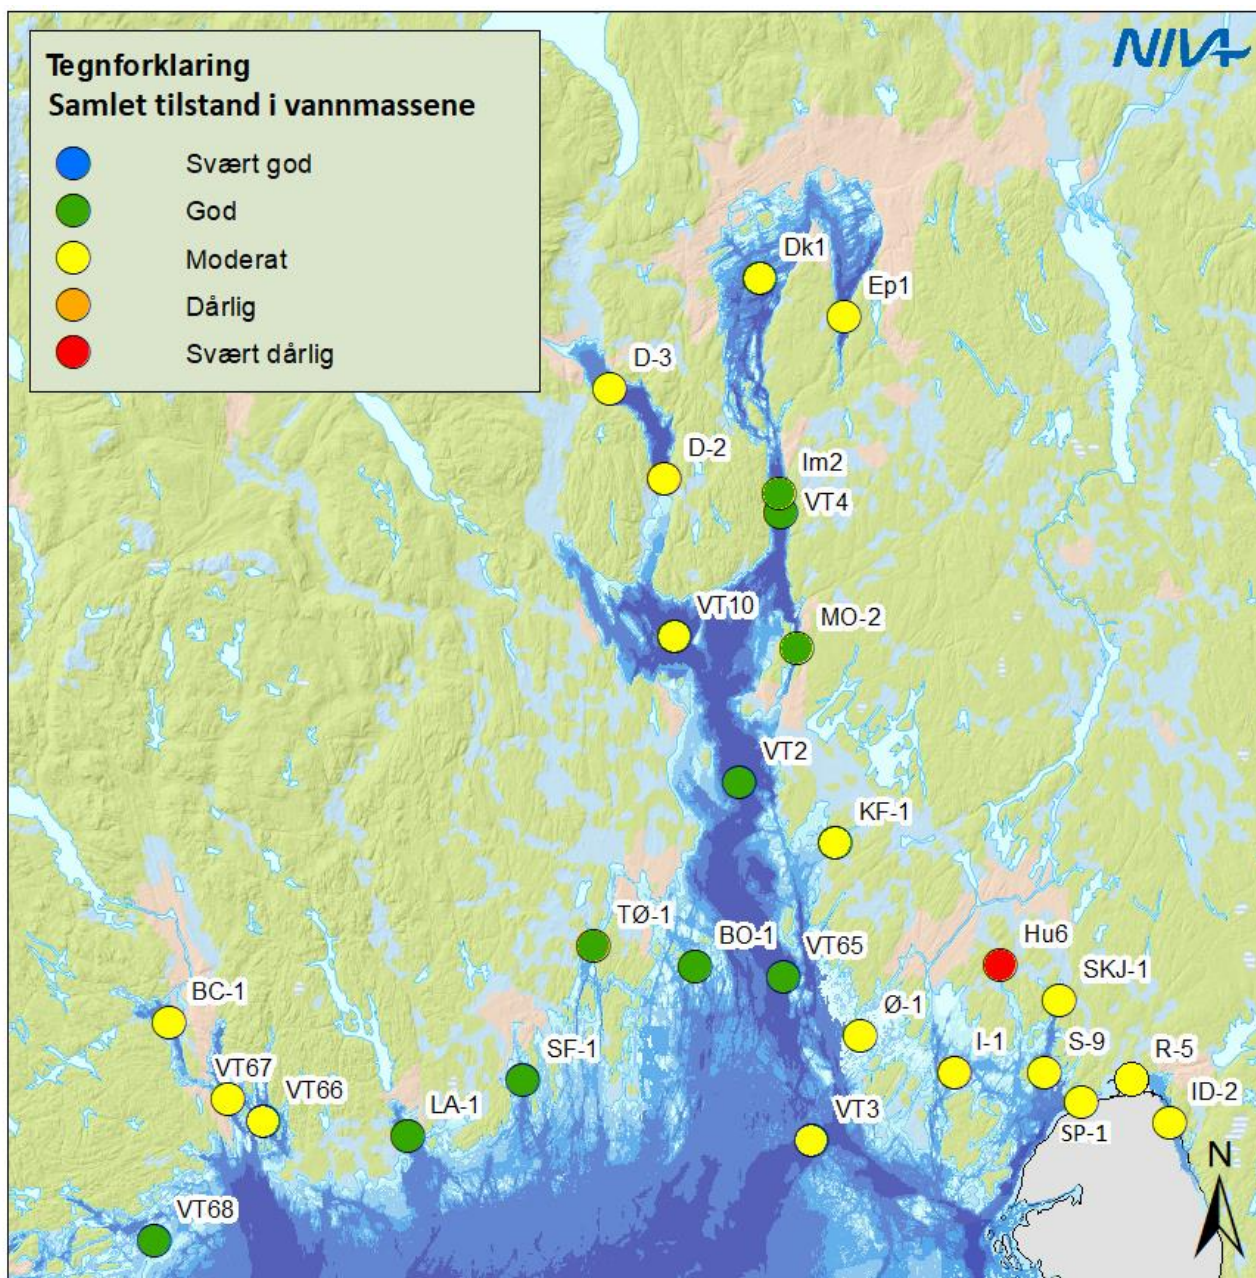 NIVA
Tegnforklaring
Samlet tilstand i vannmassene
Svært god
God
Moderat
Dårlig
Svært dårlig
Dk1
Ep1
D-3
D-2
Im2
VT4
VT10
MO-2
VT2
KF-1
TØ-1
BO-1
VT65
Hu6
SKJ-1
BC-1
Ø-1
SF-1
I-1
S-9
R-5
VT67
VT66
LA-1
VT3
SP-1
ID-2
N
VT68